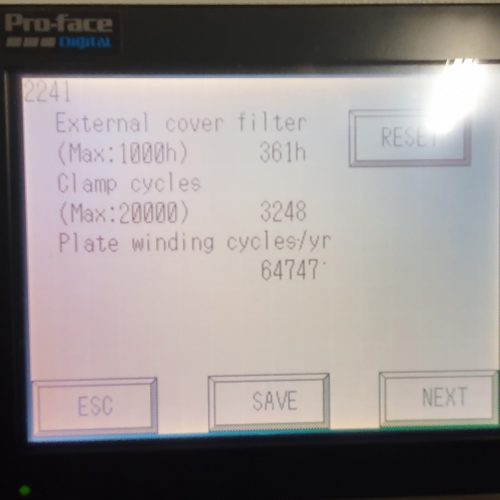 Pro-face
Digital
2241
External cover filter
(Max:1000h) 361h
RESET
Clamp cycles
(Max:20000) 3248
Plate winding cycles/yr
64747
ESC SAVE NEXT